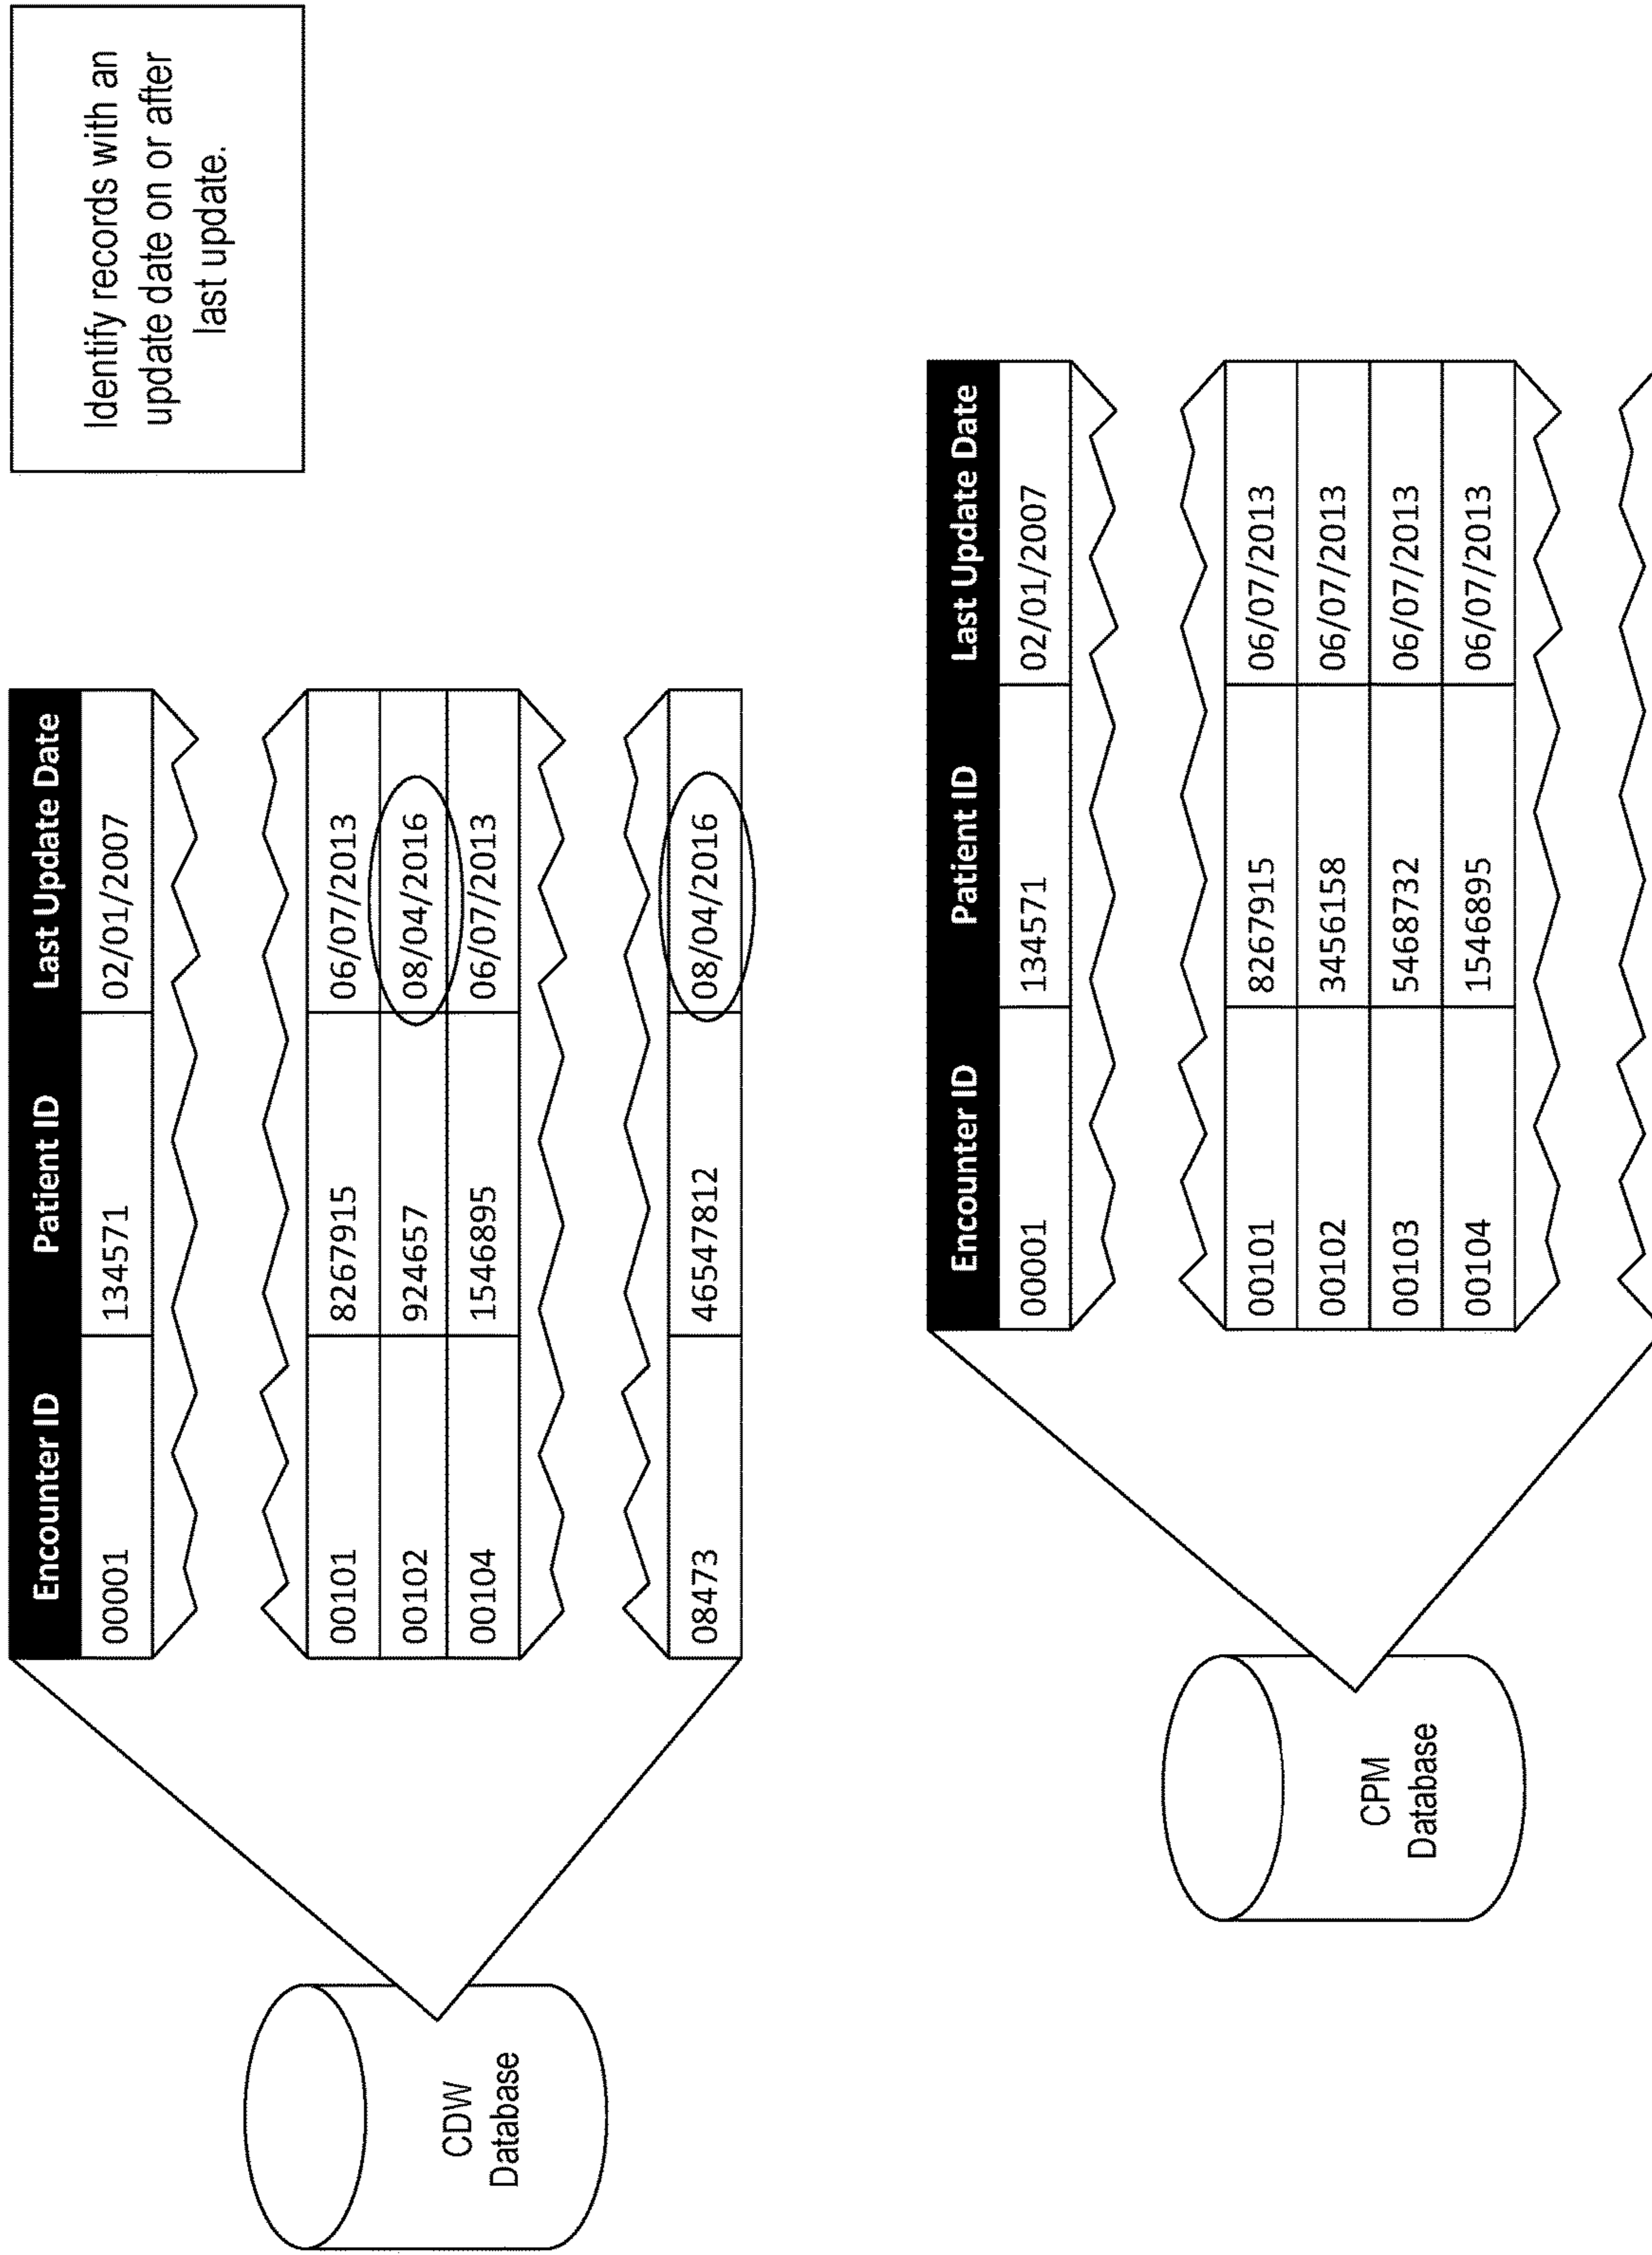 Identify records with an
update date on or after
last update.
CDW
Database
Encounter ID Patient ID Last Update Date
00001 134571 02/01/2007
00101 8267915 06/07/2013
00102 924657 08/04/2016
00104 1546895 06/07/2013
08473 46547812 08/04/2016
CPM
Database
Encounter ID Patient ID Last Update Date
00001 134571 02/01/2007
00101 8267915 06/07/2013
00102 3456158 06/07/2013
00103 5468732 06/07/2013
00104 1546895 06/07/2013